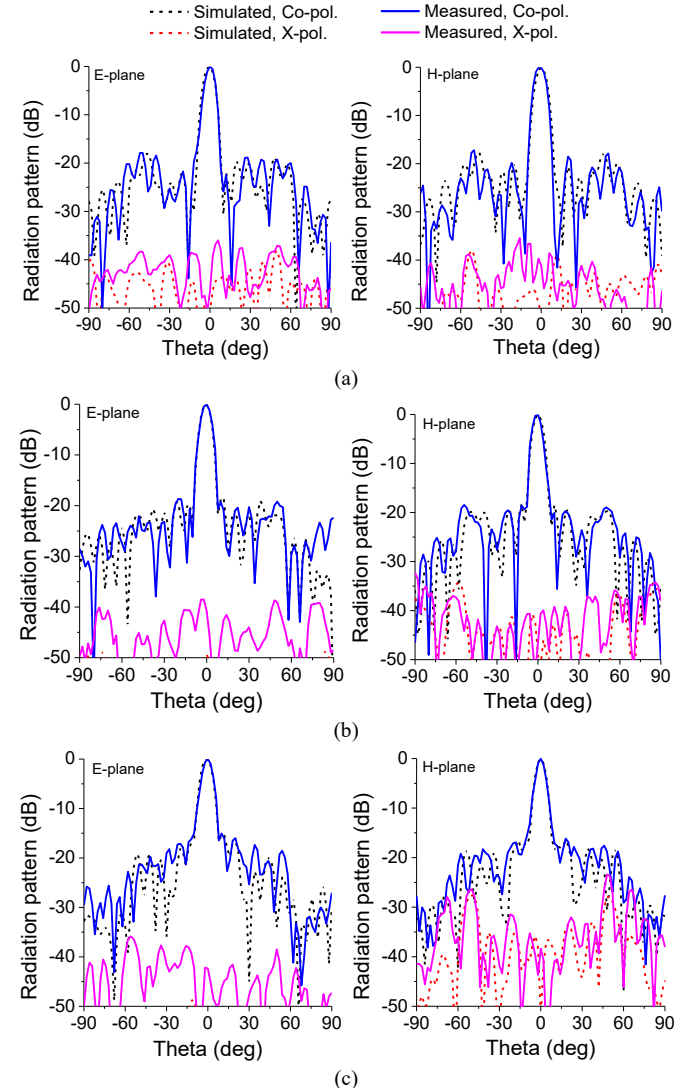 Simulated, Co-pol. Measured, Co-pol.
Simulated, X-pol. Measured, X-pol.
E-plane
Radiation pattern (dB)
0
-10
-20
-30
-40
-50
-90 -60 -30 0 30 60 90
Theta (deg)
H-plane
Radiation pattern (dB)
0
-10
-20
-30
-40
-50
-90 -60 -30 0 30 60 90
Theta (deg)
(a)
E-plane
Radiation pattern (dB)
0
-10
-20
-30
-40
-50
-90 -60 -30 0 30 60 90
Theta (deg)
H-plane
Radiation pattern (dB)
0
-10
-20
-30
-40
-50
-90 -60 -30 0 30 60 90
Theta (deg)
(b)
E-plane
Radiation pattern (dB)
0
-10
-20
-30
-40
-50
-90 -60 -30 0 30 60 90
Theta (deg)
H-plane
Radiation pattern (dB)
0
-10
-20
-30
-40
-50
-90 -60 -30 0 30 60 90
Theta (deg)
(c)